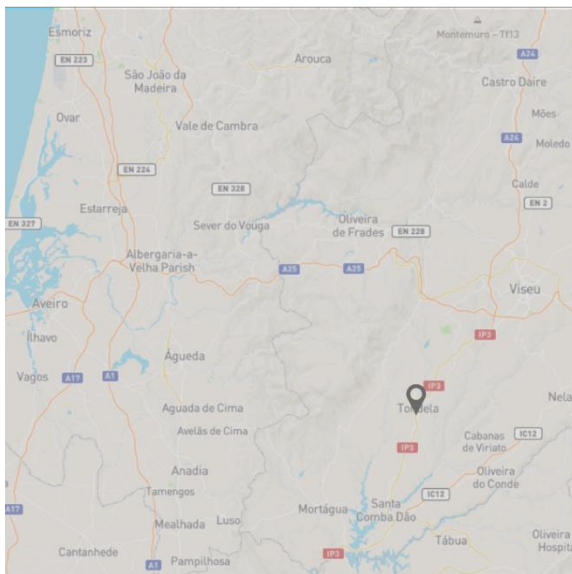 Esmoriz
Montemuro - Tf13
EN 223
Arouca
A24
São João da
Madeira
Castro Daire
Ovar
Mões
Vale de Cambra
A24
Moledo
EN 224
Calde
EN 328
EN 2
Estarreja
EN 327
Sever do Vouga
Oliveira
de Frades
EN 228
Albergaria-a-
Velha Parish
A25
A25
Viseu
Aveiro
Ílhavo
IP3
Águeda
Vagos
A17
A1
IP3
Nela
Aguada de Cima
Tondela
Avelãs de Cima
IC12
Cabanas
de Viriato
IP3
Anadia
Oliveira
do Conde
Tamengos
IC12
Mortágua
Santa
Comba Dão
A17
Mealhada
Luso
Tábua
Oliveira
Hospita
Cantanhede
IP3
Pampilhosa
A1